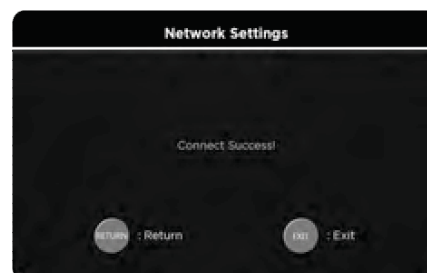 Network Settings
Connect Success!
RETURN : Return
EXIT : Exit